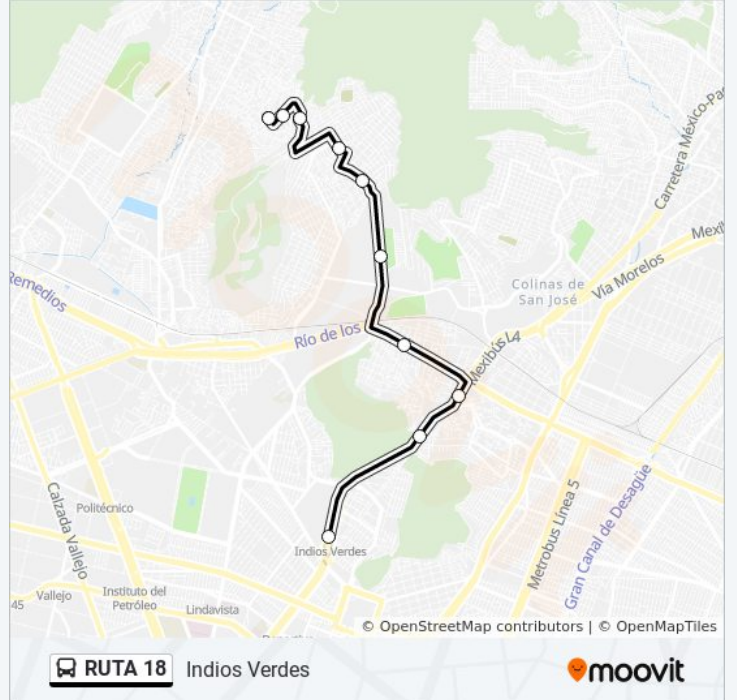 Carretera México-Pa
Mexi
Vía Morelos
Colinas de
San José
Remedios
Río de los
Mexibús L4
Politécnico
Calzada Vallejo
Indios Verdes
Metrobus Línea 5
Gran Canal de Desagüe
45
Vallejo
Instituto del
Petróleo
Lindavista
© OpenStreetMap contributors | © OpenMapTiles
RUTA 18 Indios Verdes
moovit